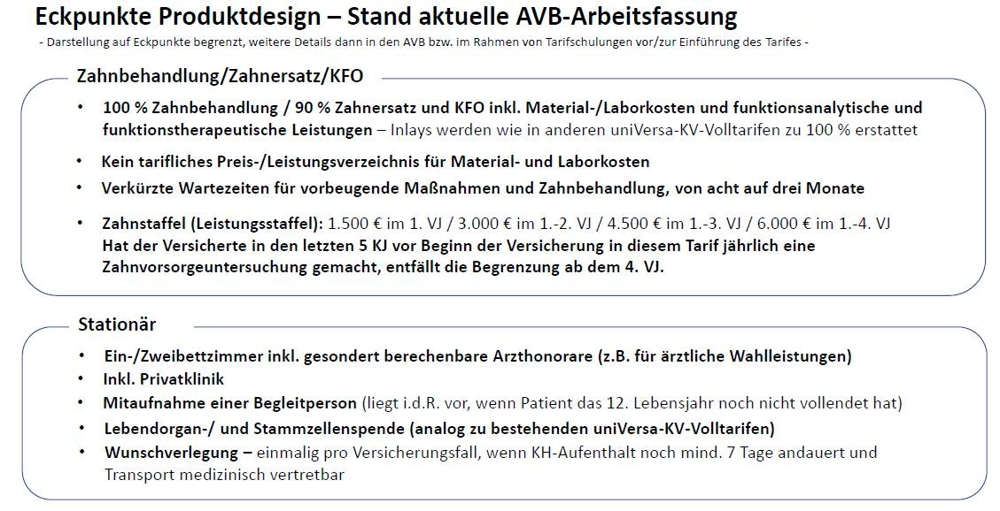 Eckpunkte Produktdesign – Stand aktuelle AVB-Arbeitsfassung
- Darstellung auf Eckpunkte begrenzt, weitere Details dann in den AVB bzw. im Rahmen von Tarifschulungen vor/zur Einführung des Tarifes -
Zahnbehandlung/Zahnersatz/KFO
• 100 % Zahnbehandlung / 90 % Zahnersatz und KFO inkl. Material-/Laborkosten und funktionsanalytische und
funktionstherapeutische Leistungen – Inlays werden wie in anderen uniVersa-KV-Volltarifen zu 100 % erstattet
• Kein tarifliches Preis-/Leistungsverzeichnis für Material- und Laborkosten
• Verkürzte Wartezeiten für vorbeugende Maßnahmen und Zahnbehandlung, von acht auf drei Monate
• Zahnstaffel (Leistungsstaffel): 1.500 € im 1. VJ / 3.000 € im 1.-2. VJ / 4.500 € im 1.-3. VJ / 6.000 € im 1.-4. VJ
Hat der Versicherte in den letzten 5 KJ vor Beginn der Versicherung in diesem Tarif jährlich eine
Zahnvorsorgeuntersuchung gemacht, entfällt die Begrenzung ab dem 4. VJ.
Stationär
• Ein-/Zweibettzimmer inkl. gesondert berechenbare Arzthonorare (z.B. für ärztliche Wahlleistungen)
• Inkl. Privatklinik
• Mitaufnahme einer Begleitperson (liegt i.d.R. vor, wenn Patient das 12. Lebensjahr noch nicht vollendet hat)
• Lebendorgan-/ und Stammzellenspende (analog zu bestehenden uniVersa-KV-Volltarifen)
• Wunschverlegung – einmalig pro Versicherungsfall, wenn KH-Aufenthalt noch mind. 7 Tage andauert und
Transport medizinisch vertretbar